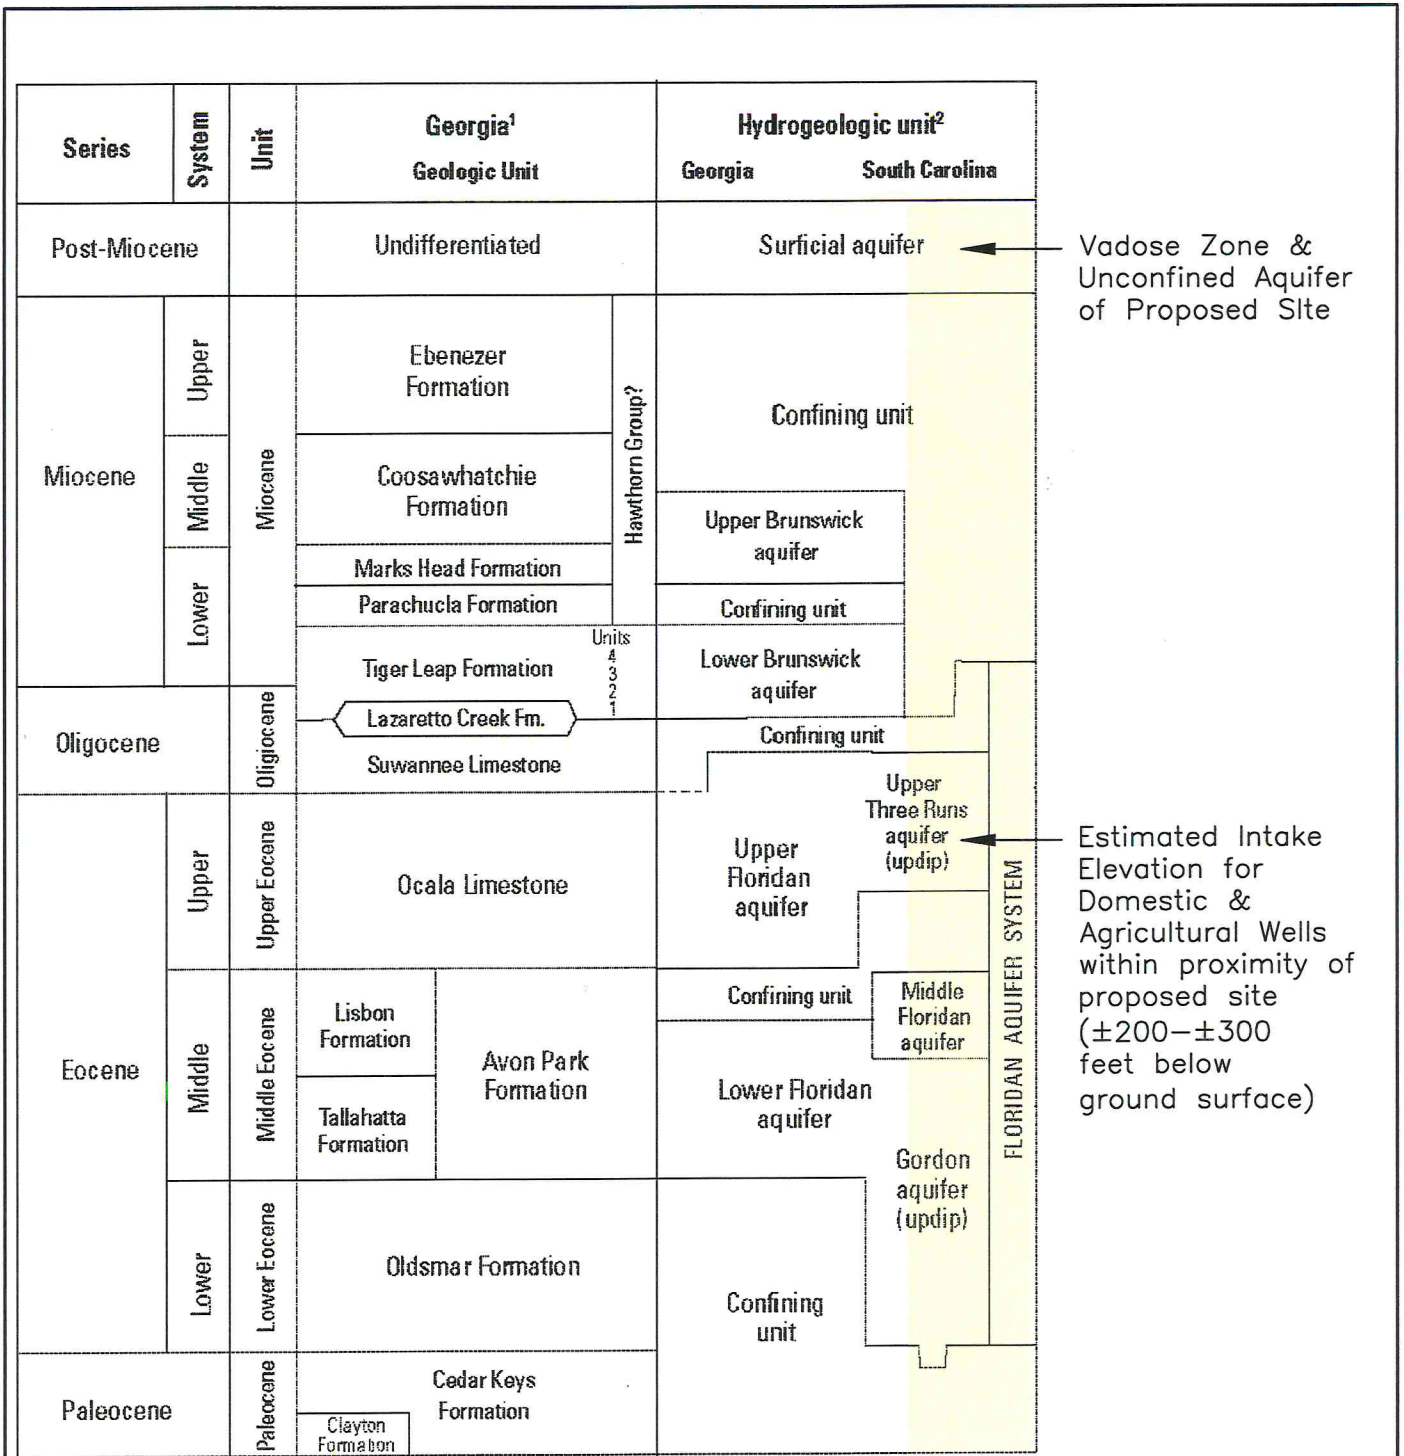 Series
System
Unit
Georgia¹
Geologic Unit
Hydrogeologic unit²
Georgia
South Carolina
Post-Miocene
Undifferentiated
Surficial aquifer
Vadose Zone &
Unconfined Aquifer
of Proposed SIte
Miocene
Upper
Middle
Lower
Miocene
Ebenezer
Formation
Coosawhatchie
Formation
Marks Head Formation
Parachucla Formation
Hawthorn Group?
Tiger Leap Formation
Units
4
3
2
1
Confining unit
Upper Brunswick
aquifer
Confining unit
Lower Brunswick
aquifer
Oligocene
Oligiocene
Lazaretto Creek Fm.
Suwannee Limestone
Confining unit
Eocene
Upper
Middle
Lower
Upper Eocene
Middle Eocene
Lower Eocene
Ocala Limestone
Lisbon
Formation
Tallahatta
Formation
Avon Park
Formation
Oldsmar Formation
Upper
Floridan
aquifer
Upper
Three Runs
aquifer
(updip)
Confining unit
Middle
Floridan
aquifer
Lower Floridan
aquifer
Gordon
aquifer
(updip)
Confining
unit
FLORIDAN AQUIFER SYSTEM
Estimated Intake
Elevation for
Domestic &
Agricultural Wells
within proximity of
proposed site
(±200–±300
feet below
ground surface)
Paleocene
Paleocene
Cedar Keys
Formation
Clayton
Formation